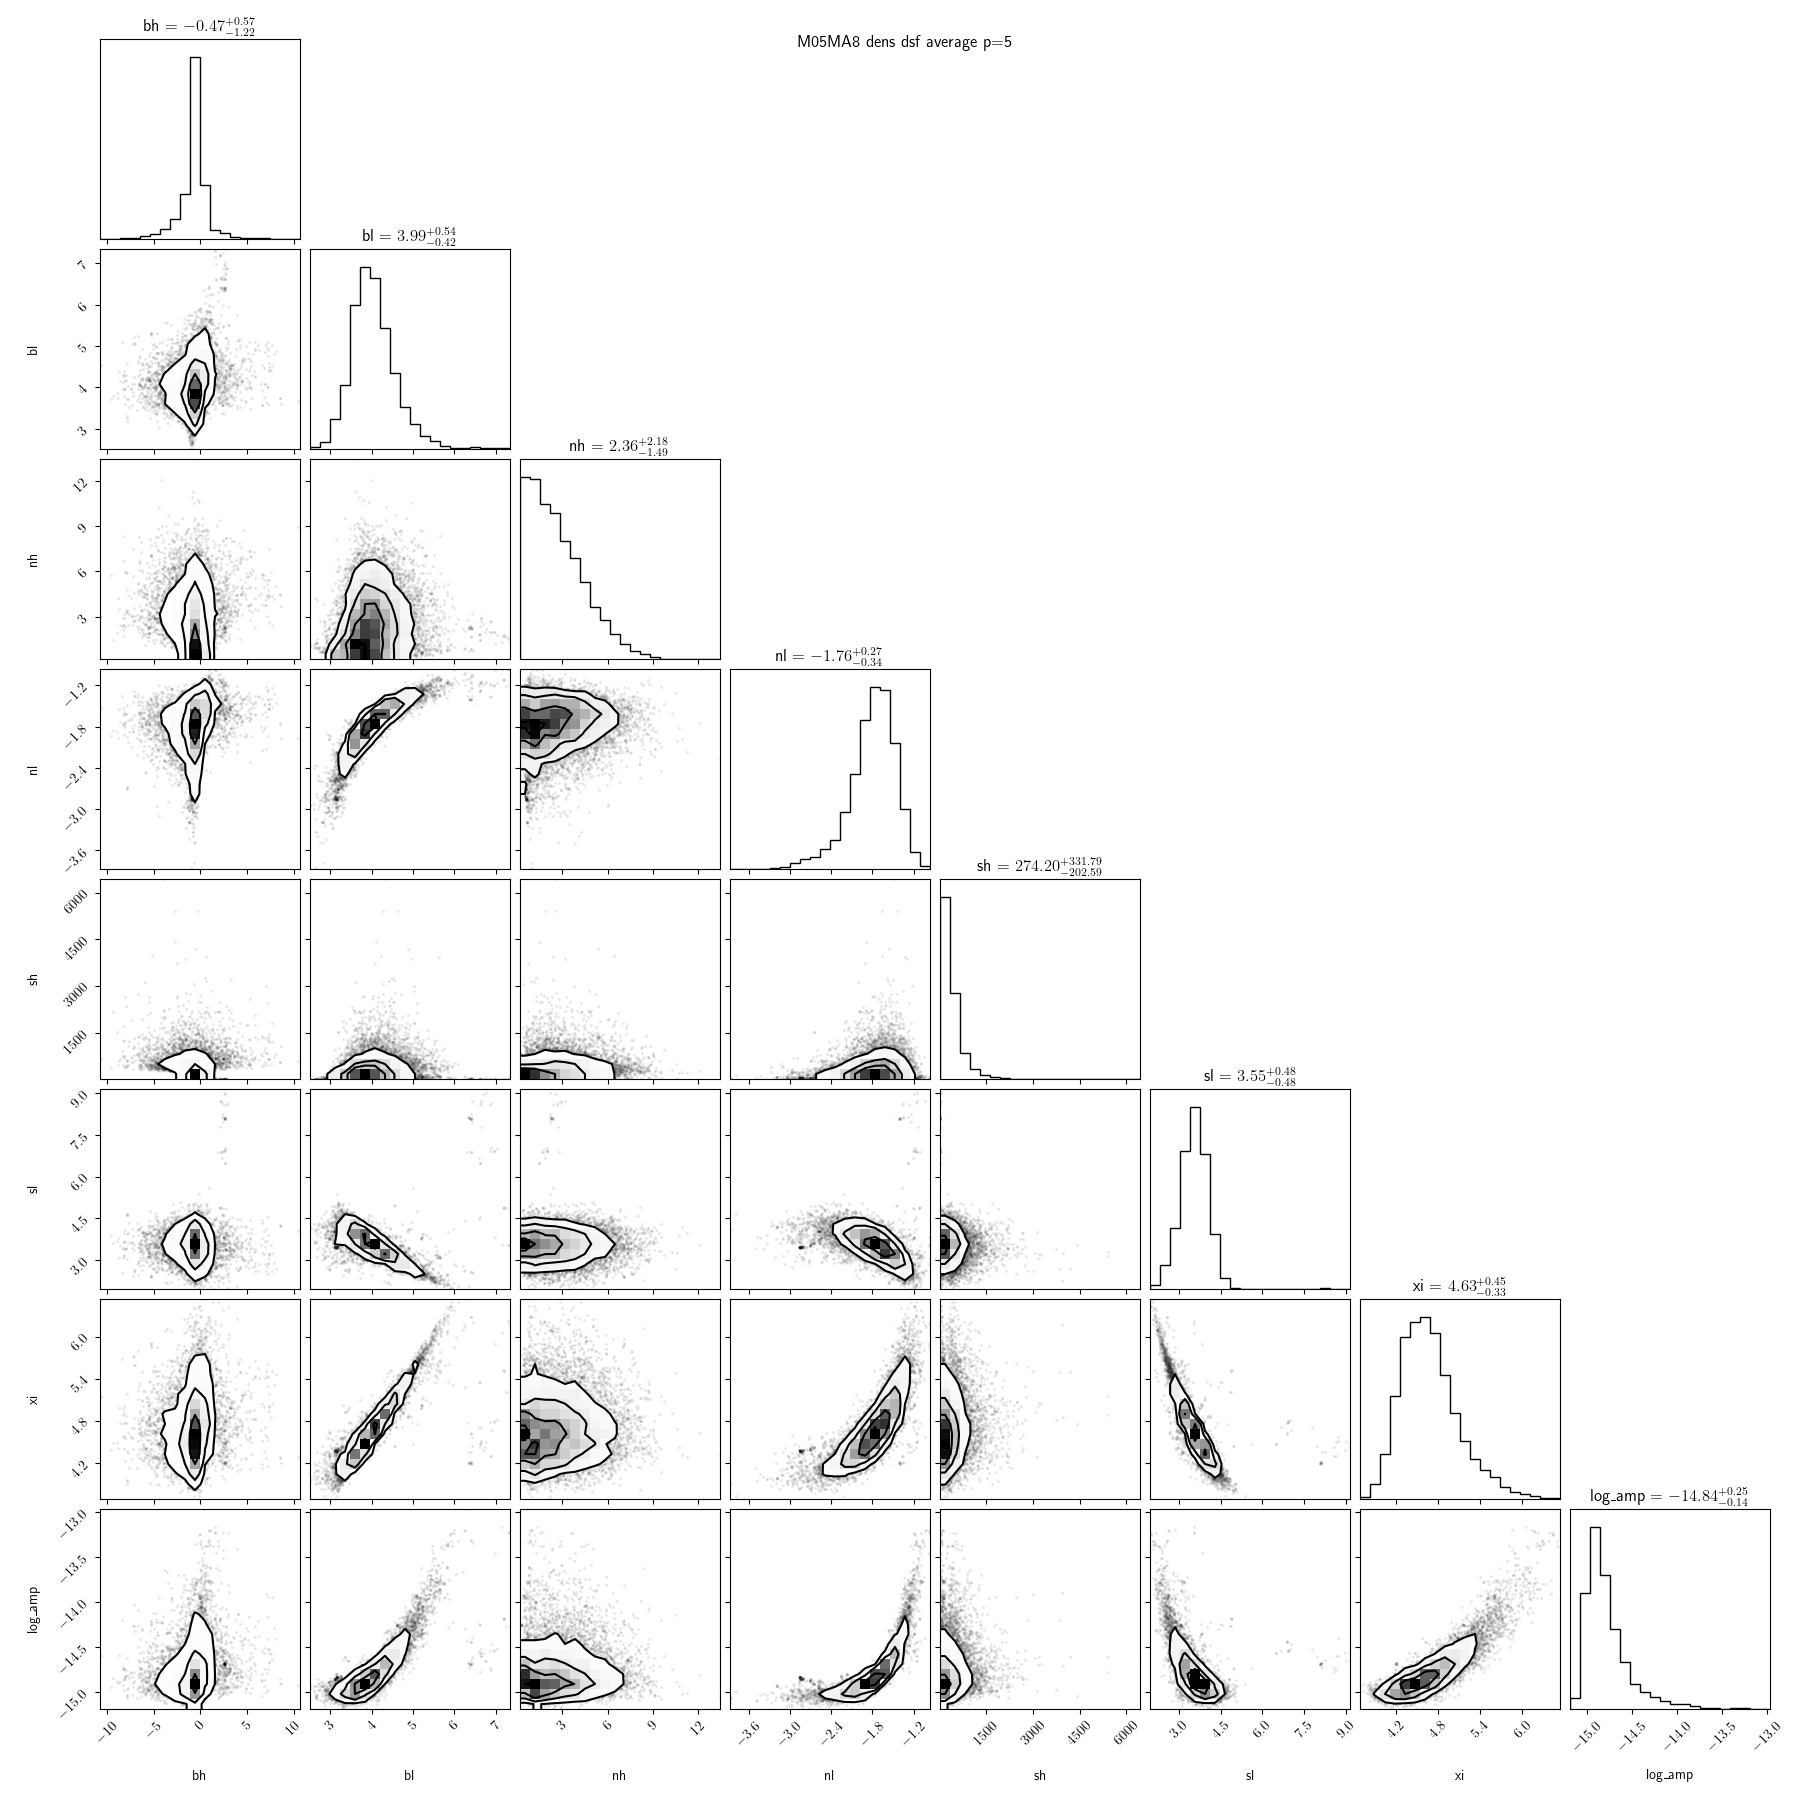 M05MA8 dens dsf average p=5
bh = −0.47 +0.57 −1.22
bl = 3.99 +0.54 −0.42
7
6
5
4
3
bl
nh = 2.36 +2.18 −1.49
12
9
6
3
nh
nl = −1.76 +0.27 −0.34
−1.2
−1.8
−2.4
−3.0
−3.6
nl
sh = 274.20 +331.79 −202.59
6000
4500
3000
1500
sh
sl = 3.55 +0.48 −0.48
9.0
7.5
6.0
4.5
3.0
sl
xi = 4.63 +0.45 −0.33
6.0
5.4
4.8
4.2
xi
log_amp = −14.84 +0.25 −0.14
−13.0
−13.5
−14.0
−14.5
−15.0
log_amp
−10 −5 0 5 10 3 4 5 6 7 3 6 9 12 −3.6 −3.0 −2.4 −1.8 −1.2 1500 3000 4500 6000 3.0 4.5 6.0 7.5 9.0 4.2 4.8 5.4 6.0 −15.0 −14.5 −14.0 −13.5 −13.0
bh bl nh nl sh sl xi log_amp